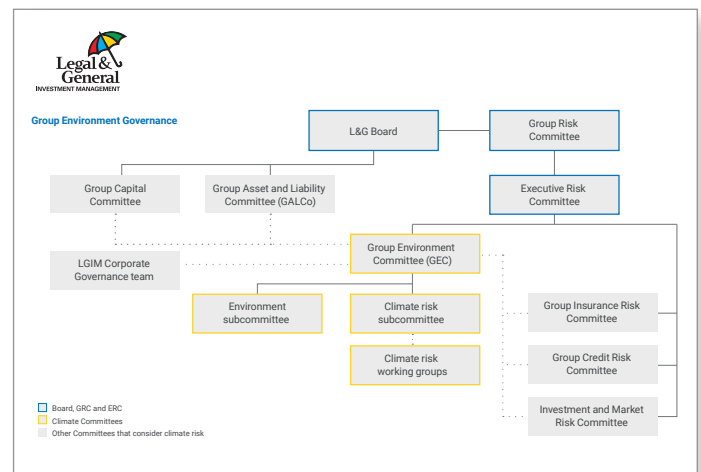 Legal &
General
INVESTMENT MANAGEMENT
Group Environment Governance
L&G Board
Group Risk
Committee
Group Capital
Committee
Group Asset and Liability
Committee (GALCo)
Executive Risk
Committee
Group Environment
Committee (GEC)
LGIM Corporate
Governance team
Environment
subcommittee
Climate risk
subcommittee
Group Insurance Risk
Committee
Climate risk
working groups
Group Credit Risk
Committee
Investment and Market
Risk Committee
Board, GRC and ERC
Climate Committees
Other Committees that consider climate risk